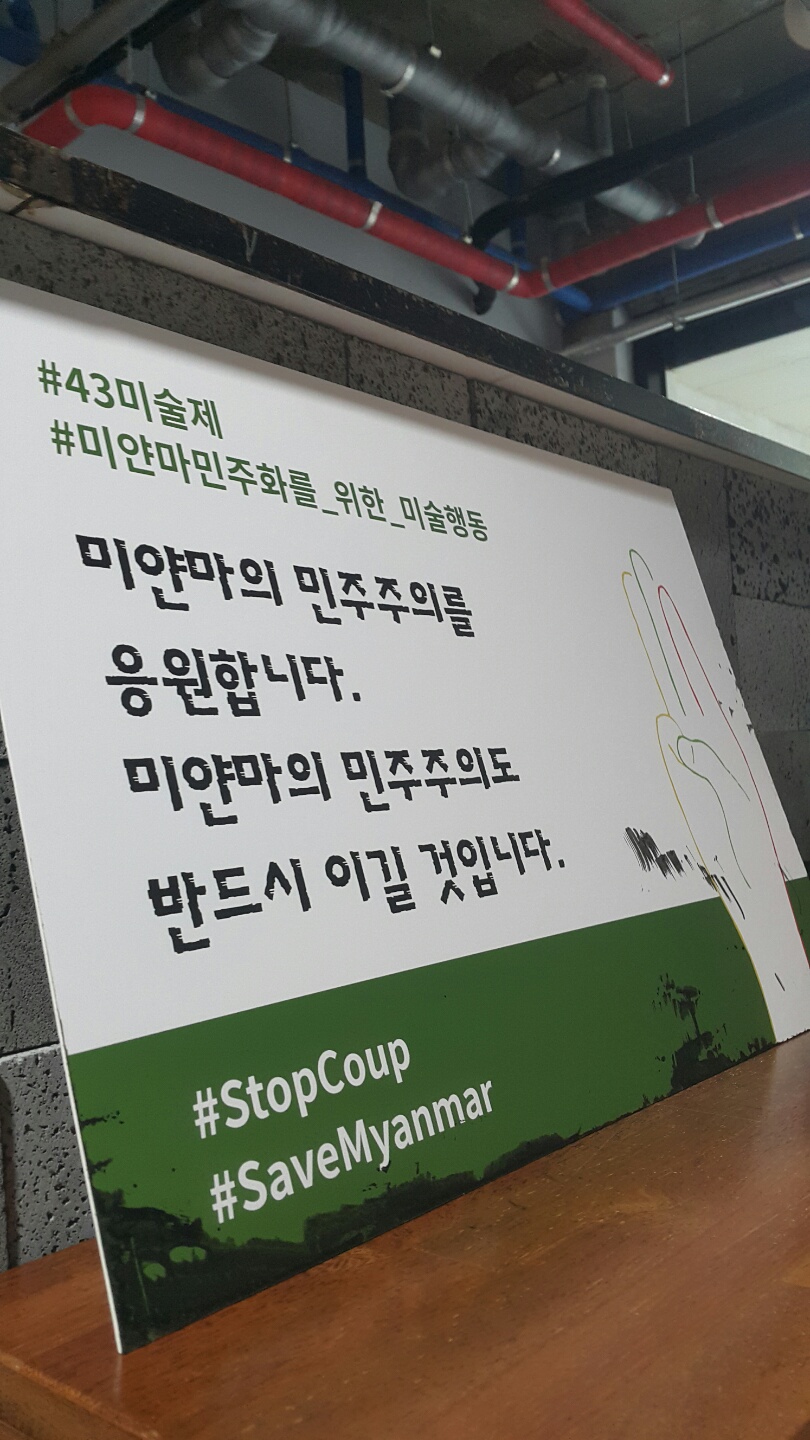 #43미술제
#미얀마민주화를_위한_미술행동
미얀마의 민주주의를
응원합니다.
미얀마의 민주주의도
반드시 이길 것입니다.
#StopCoup
#SaveMyanmar